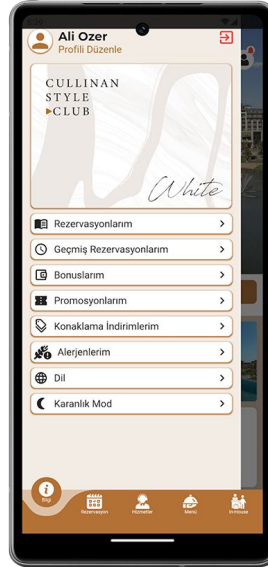 Ali Ozer
Profili Düzenle
CULLINAN
STYLE
CLUB
White
Rezervasyonlarım
Geçmiş Rezervasyonlarım
Bonuslarım
Promosyonlarım
Konaklama İndirimlerim
Alerjenlerim
Dil
Karanlık Mod
Bilgi
Rezervasyon
Hizmetler
Menü
In-House